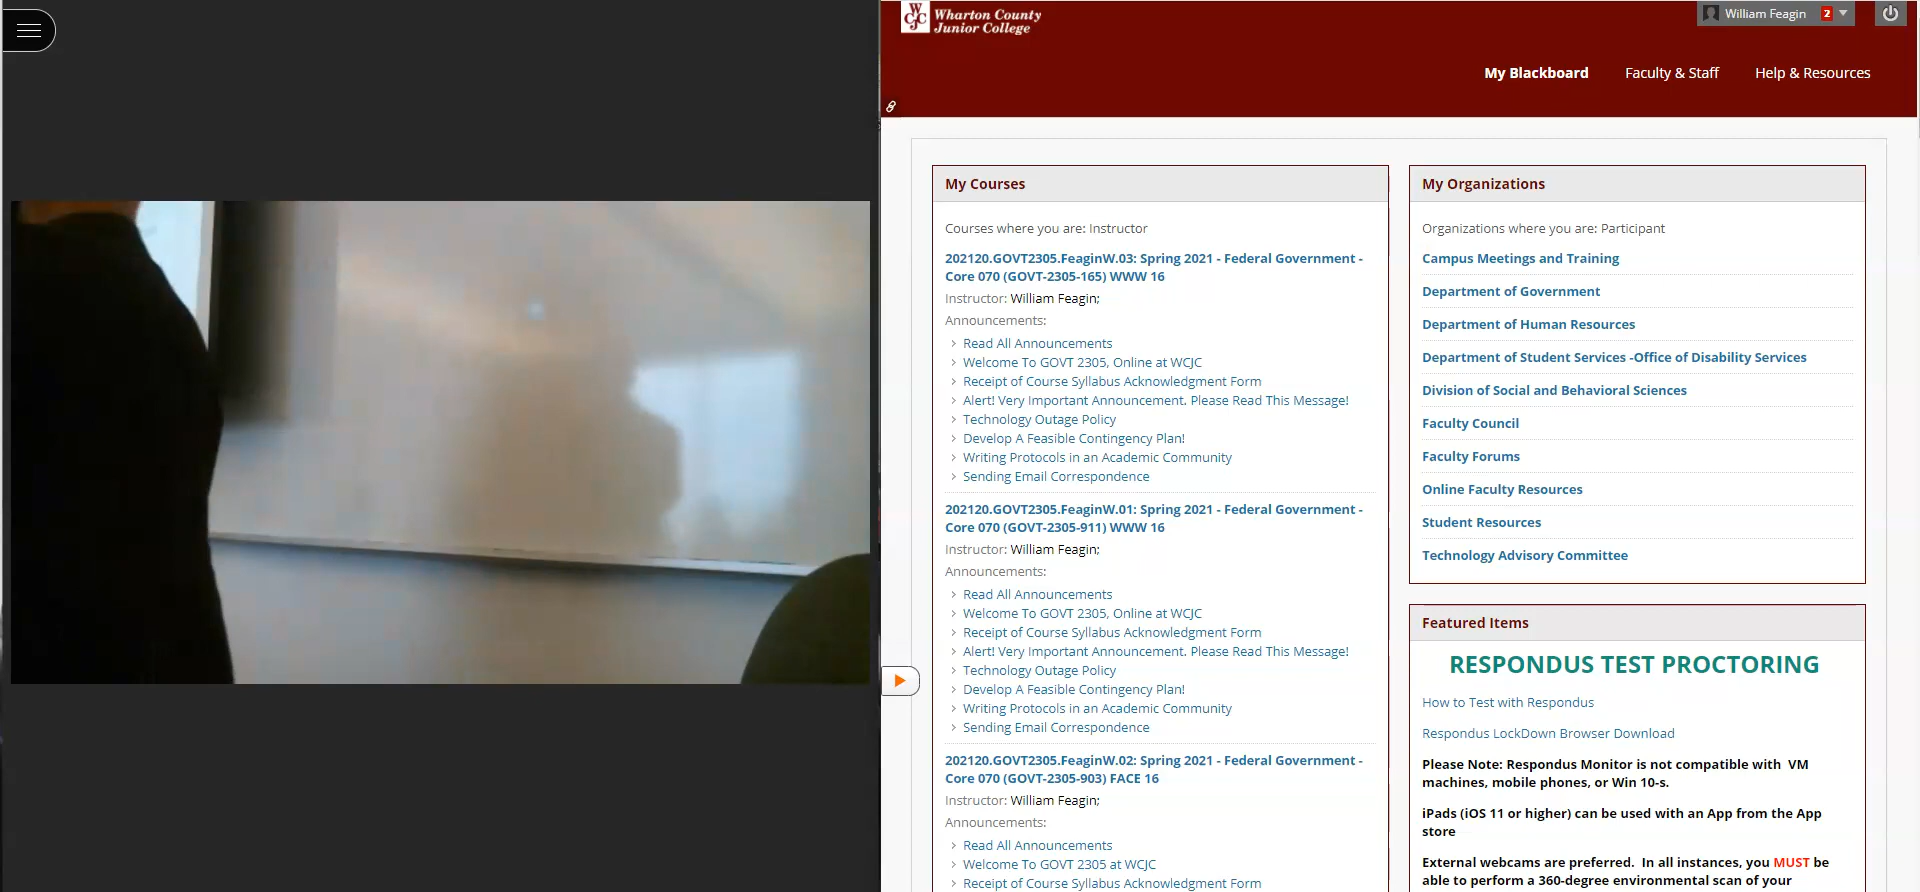 Wharton County
Junior College
William Feagin 2
My Blackboard Faculty & Staff Help & Resources
My Courses
Courses where you are: Instructor
202120.GOVT2305.FeaginW.03: Spring 2021 - Federal Government -
Core 070 (GOVT-2305-165) WWW 16
Instructor: William Feagin;
Announcements:
Read All Announcements
Welcome To GOVT 2305, Online at WCJC
Receipt of Course Syllabus Acknowledgment Form
Alert! Very Important Announcement. Please Read This Message!
Technology Outage Policy
Develop A Feasible Contingency Plan!
Writing Protocols in an Academic Community
Sending Email Correspondence
202120.GOVT2305.FeaginW.01: Spring 2021 - Federal Government -
Core 070 (GOVT-2305-911) WWW 16
Instructor: William Feagin;
Announcements:
Read All Announcements
Welcome To GOVT 2305, Online at WCJC
Receipt of Course Syllabus Acknowledgment Form
Alert! Very Important Announcement. Please Read This Message!
Technology Outage Policy
Develop A Feasible Contingency Plan!
Writing Protocols in an Academic Community
Sending Email Correspondence
202120.GOVT2305.FeaginW.02: Spring 2021 - Federal Government -
Core 070 (GOVT-2305-903) FACE 16
Instructor: William Feagin;
Announcements:
Read All Announcements
Welcome To GOVT 2305 at WCJC
Receipt of Course Syllabus Acknowledgment Form
My Organizations
Organizations where you are: Participant
Campus Meetings and Training
Department of Government
Department of Human Resources
Department of Student Services -Office of Disability Services
Division of Social and Behavioral Sciences
Faculty Council
Faculty Forums
Online Faculty Resources
Student Resources
Technology Advisory Committee
Featured Items
RESPONDUS TEST PROCTORING
How to Test with Respondus
Respondus LockDown Browser Download
Please Note: Respondus Monitor is not compatible with VM
machines, mobile phones, or Win 10-s.
iPads (iOS 11 or higher) can be used with an App from the App
store
External webcams are preferred. In all instances, you MUST be
able to perform a 360-degree environmental scan of your